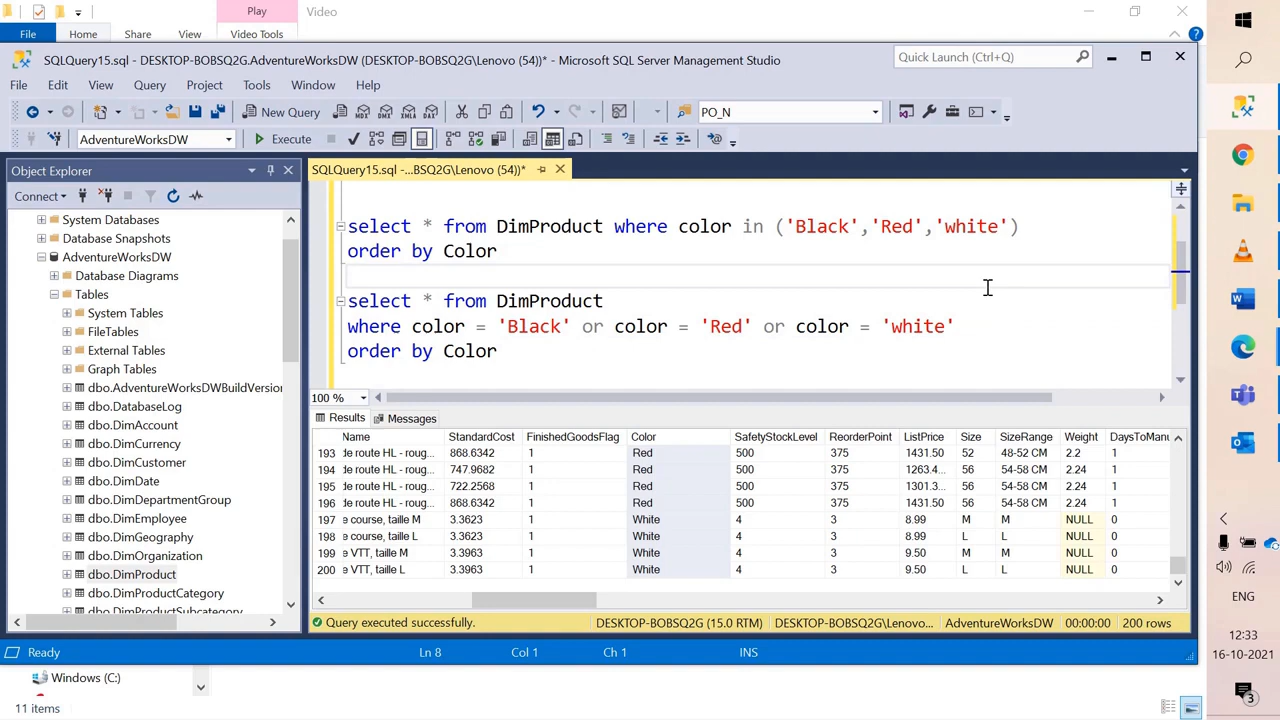 Play
Video
File
Home
Share
View
Video Tools
SQLQuery15.sql - DESKTOP-BOBSQ2G.AdventureWorksDW (DESKTOP-BOBSQ2G\Lenovo (54))* - Microsoft SQL Server Management Studio
Quick Launch (Ctrl+Q)
File Edit View Query Project Tools Window Help
New Query
MDX DMX XMLA DAX
PO_N
AdventureWorksDW
Execute
Object Explorer
SQLQuery15.sql -...BSQ2G\Lenovo (54))*
Connect
System Databases
Database Snapshots
AdventureWorksDW
Database Diagrams
Tables
System Tables
FileTables
External Tables
Graph Tables
dbo.AdventureWorksDWBuildVersion
dbo.DatabaseLog
dbo.DimAccount
dbo.DimCurrency
dbo.DimCustomer
dbo.DimDate
dbo.DimDepartmentGroup
dbo.DimEmployee
dbo.DimGeography
dbo.DimOrganization
dbo.DimProduct
dbo.DimProductCategory
dbo.DimProductSubcategory
select * from DimProduct where color in ('Black','Red','white')
order by Color
select * from DimProduct
where color = 'Black' or color = 'Red' or color = 'white'
order by Color
100 %
Results Messages
Name StandardCost FinishedGoodsFlag Color SafetyStockLevel ReorderPoint ListPrice Size SizeRange Weight DaysToManu
193 de route HL - roug... 868.6342 1 Red 500 375 1431.50 52 48-52 CM 2.2 1
194 de route HL - roug... 747.9682 1 Red 500 375 1263.4... 56 54-58 CM 2.24 1
195 de route HL - roug... 722.2568 1 Red 500 375 1301.3... 56 54-58 CM 2.24 1
196 de route HL - roug... 868.6342 1 Red 500 375 1431.50 56 54-58 CM 2.24 1
197 e course, taille M 3.3623 1 White 4 3 8.99 M M NULL 0
198 e course, taille L 3.3623 1 White 4 3 8.99 L L NULL 0
199 e VTT, taille M 3.3963 1 White 4 3 9.50 M M NULL 0
200 e VTT, taille L 3.3963 1 White 4 3 9.50 L L NULL 0
Query executed successfully.
DESKTOP-BOBSQ2G (15.0 RTM)
DESKTOP-BOBSQ2G\Lenovo...
AdventureWorksDW
00:00:00
200 rows
Ready
Ln 8
Col 1
Ch 1
INS
Windows (C:)
11 items
ENG
12:33
16-10-2021
3